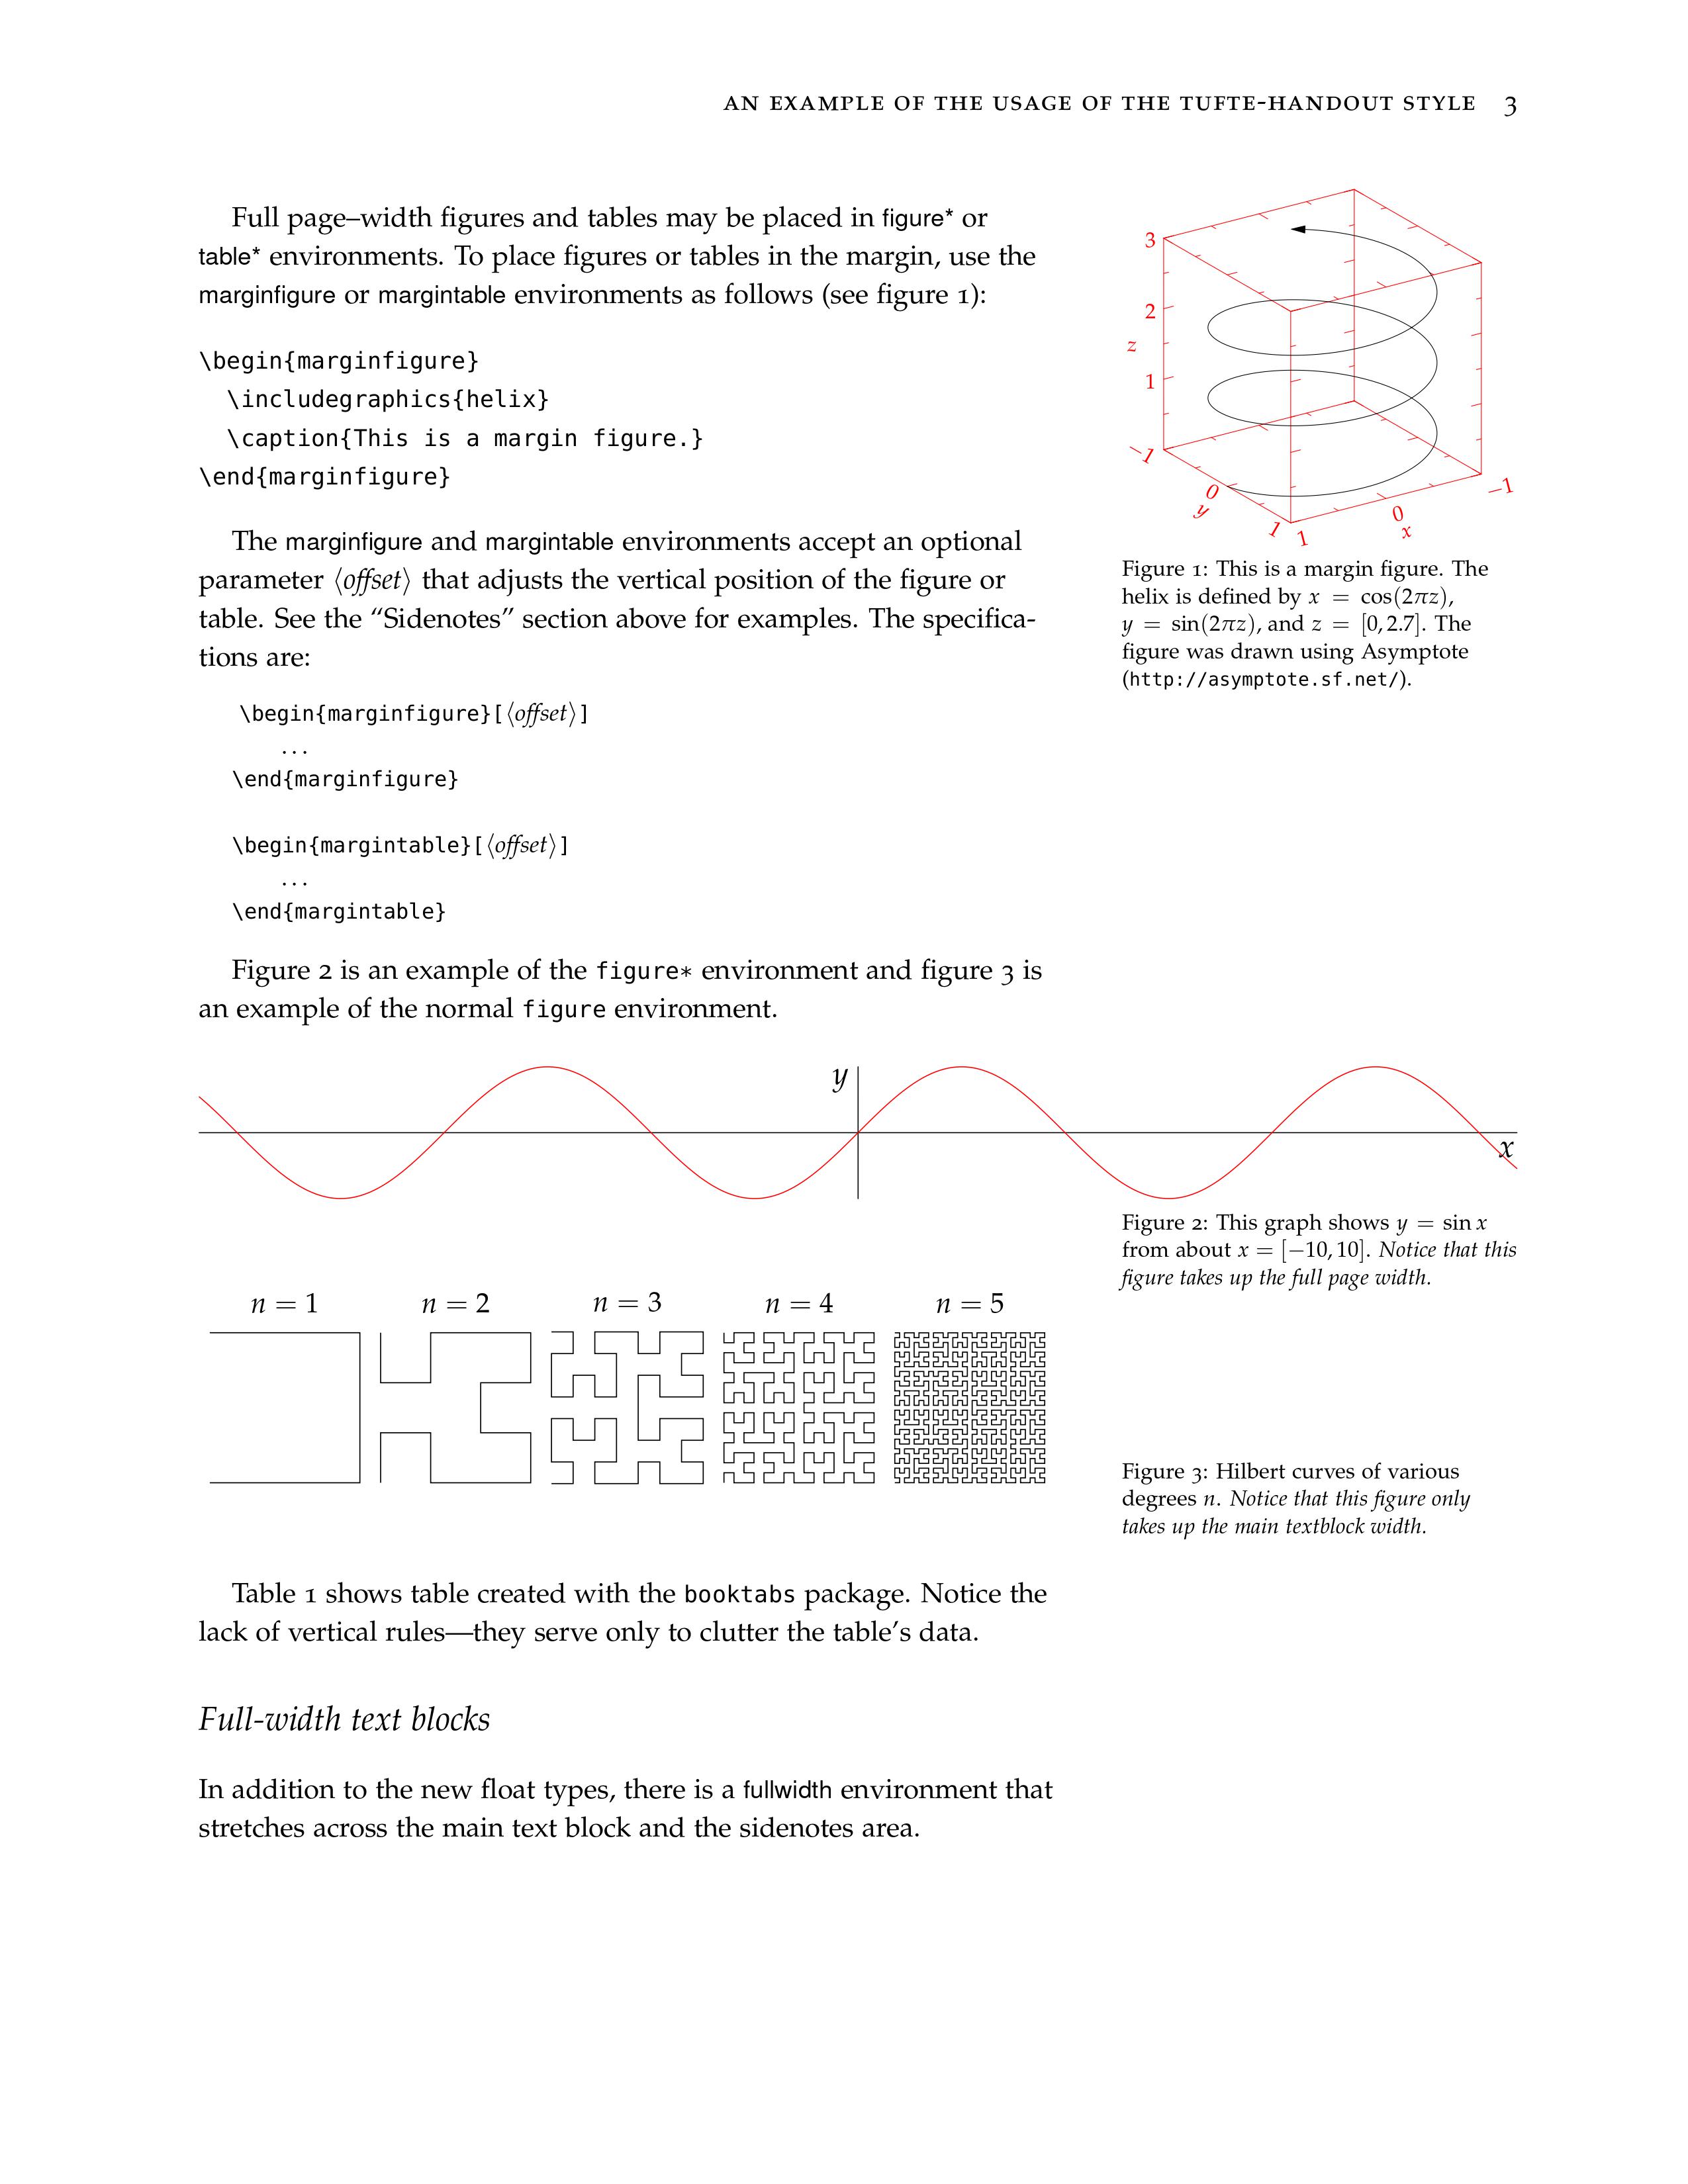 AN EXAMPLE OF THE USAGE OF THE TUFTE-HANDOUT STYLE 3
Full page–width figures and tables may be placed in figure* or
table* environments. To place figures or tables in the margin, use the
marginfigure or margintable environments as follows (see figure 1):
\begin{marginfigure}
  \includegraphics{helix}
  \caption{This is a margin figure.}
\end{marginfigure}
The marginfigure and margintable environments accept an optional
parameter ⟨offset⟩ that adjusts the vertical position of the figure or
table. See the “Sidenotes” section above for examples. The specifica-
tions are:
\begin{marginfigure}[⟨offset⟩]
...
\end{marginfigure}
\begin{margintable}[⟨offset⟩]
...
\end{margintable}
Figure 2 is an example of the figure* environment and figure 3 is
an example of the normal figure environment.
3
2
z
1
−1
0
y
1
1
0
x
−1
Figure 1: This is a margin figure. The
helix is defined by x = cos(2πz),
y = sin(2πz), and z = [0, 2.7]. The
figure was drawn using Asymptote
(http://asymptote.sf.net/).
y
x
Figure 2: This graph shows y = sin x
from about x = [−10, 10]. Notice that this
figure takes up the full page width.
n = 1 n = 2 n = 3 n = 4 n = 5
Figure 3: Hilbert curves of various
degrees n. Notice that this figure only
takes up the main textblock width.
Table 1 shows table created with the booktabs package. Notice the
lack of vertical rules—they serve only to clutter the table’s data.
Full-width text blocks
In addition to the new float types, there is a fullwidth environment that
stretches across the main text block and the sidenotes area.